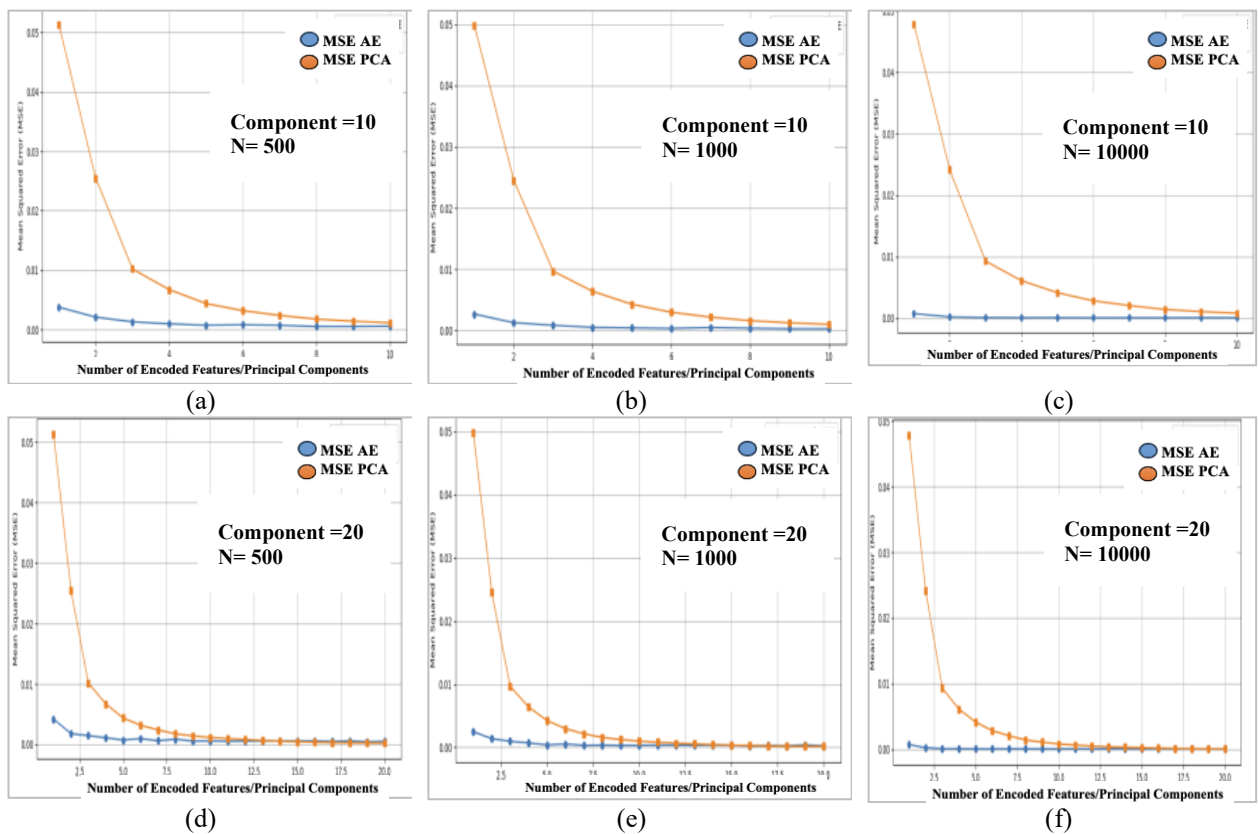 0.05
0.04
0.03
0.02
0.01
0.00
Mean Squared Error (MSE)
MSE AE
MSE PCA
Component =10
N= 500
2 4 6 8 10
Number of Encoded Features/Principal Components
(a)
0.05
0.04
0.03
0.02
0.01
0.00
Mean Squared Error (MSE)
MSE AE
MSE PCA
Component =10
N= 1000
2 4 6 8 10
Number of Encoded Features/Principal Components
(b)
0.05
0.04
0.03
0.02
0.01
0.00
Mean Squared Error (MSE)
MSE AE
MSE PCA
Component =10
N= 10000
10
Number of Encoded Features/Principal Components
(c)
0.05
0.04
0.03
0.02
0.01
0.00
Mean Squared Error (MSE)
MSE AE
MSE PCA
Component =20
N= 500
2.5 5.0 7.5 10.0 12.5 15.0 17.5 20.0
Number of Encoded Features/Principal Components
(d)
0.05
0.04
0.03
0.02
0.01
0.00
Mean Squared Error (MSE)
MSE AE
MSE PCA
Component =20
N= 1000
2.5
Number of Encoded Features/Principal Components
(e)
0.05
0.04
0.03
0.02
0.01
0.00
Mean Squared Error (MSE)
MSE AE
MSE PCA
Component =20
N= 10000
2.5 5.0 7.5 10.0 12.5 15.0 17.5 20.0
Number of Encoded Features/Principal Components
(f)